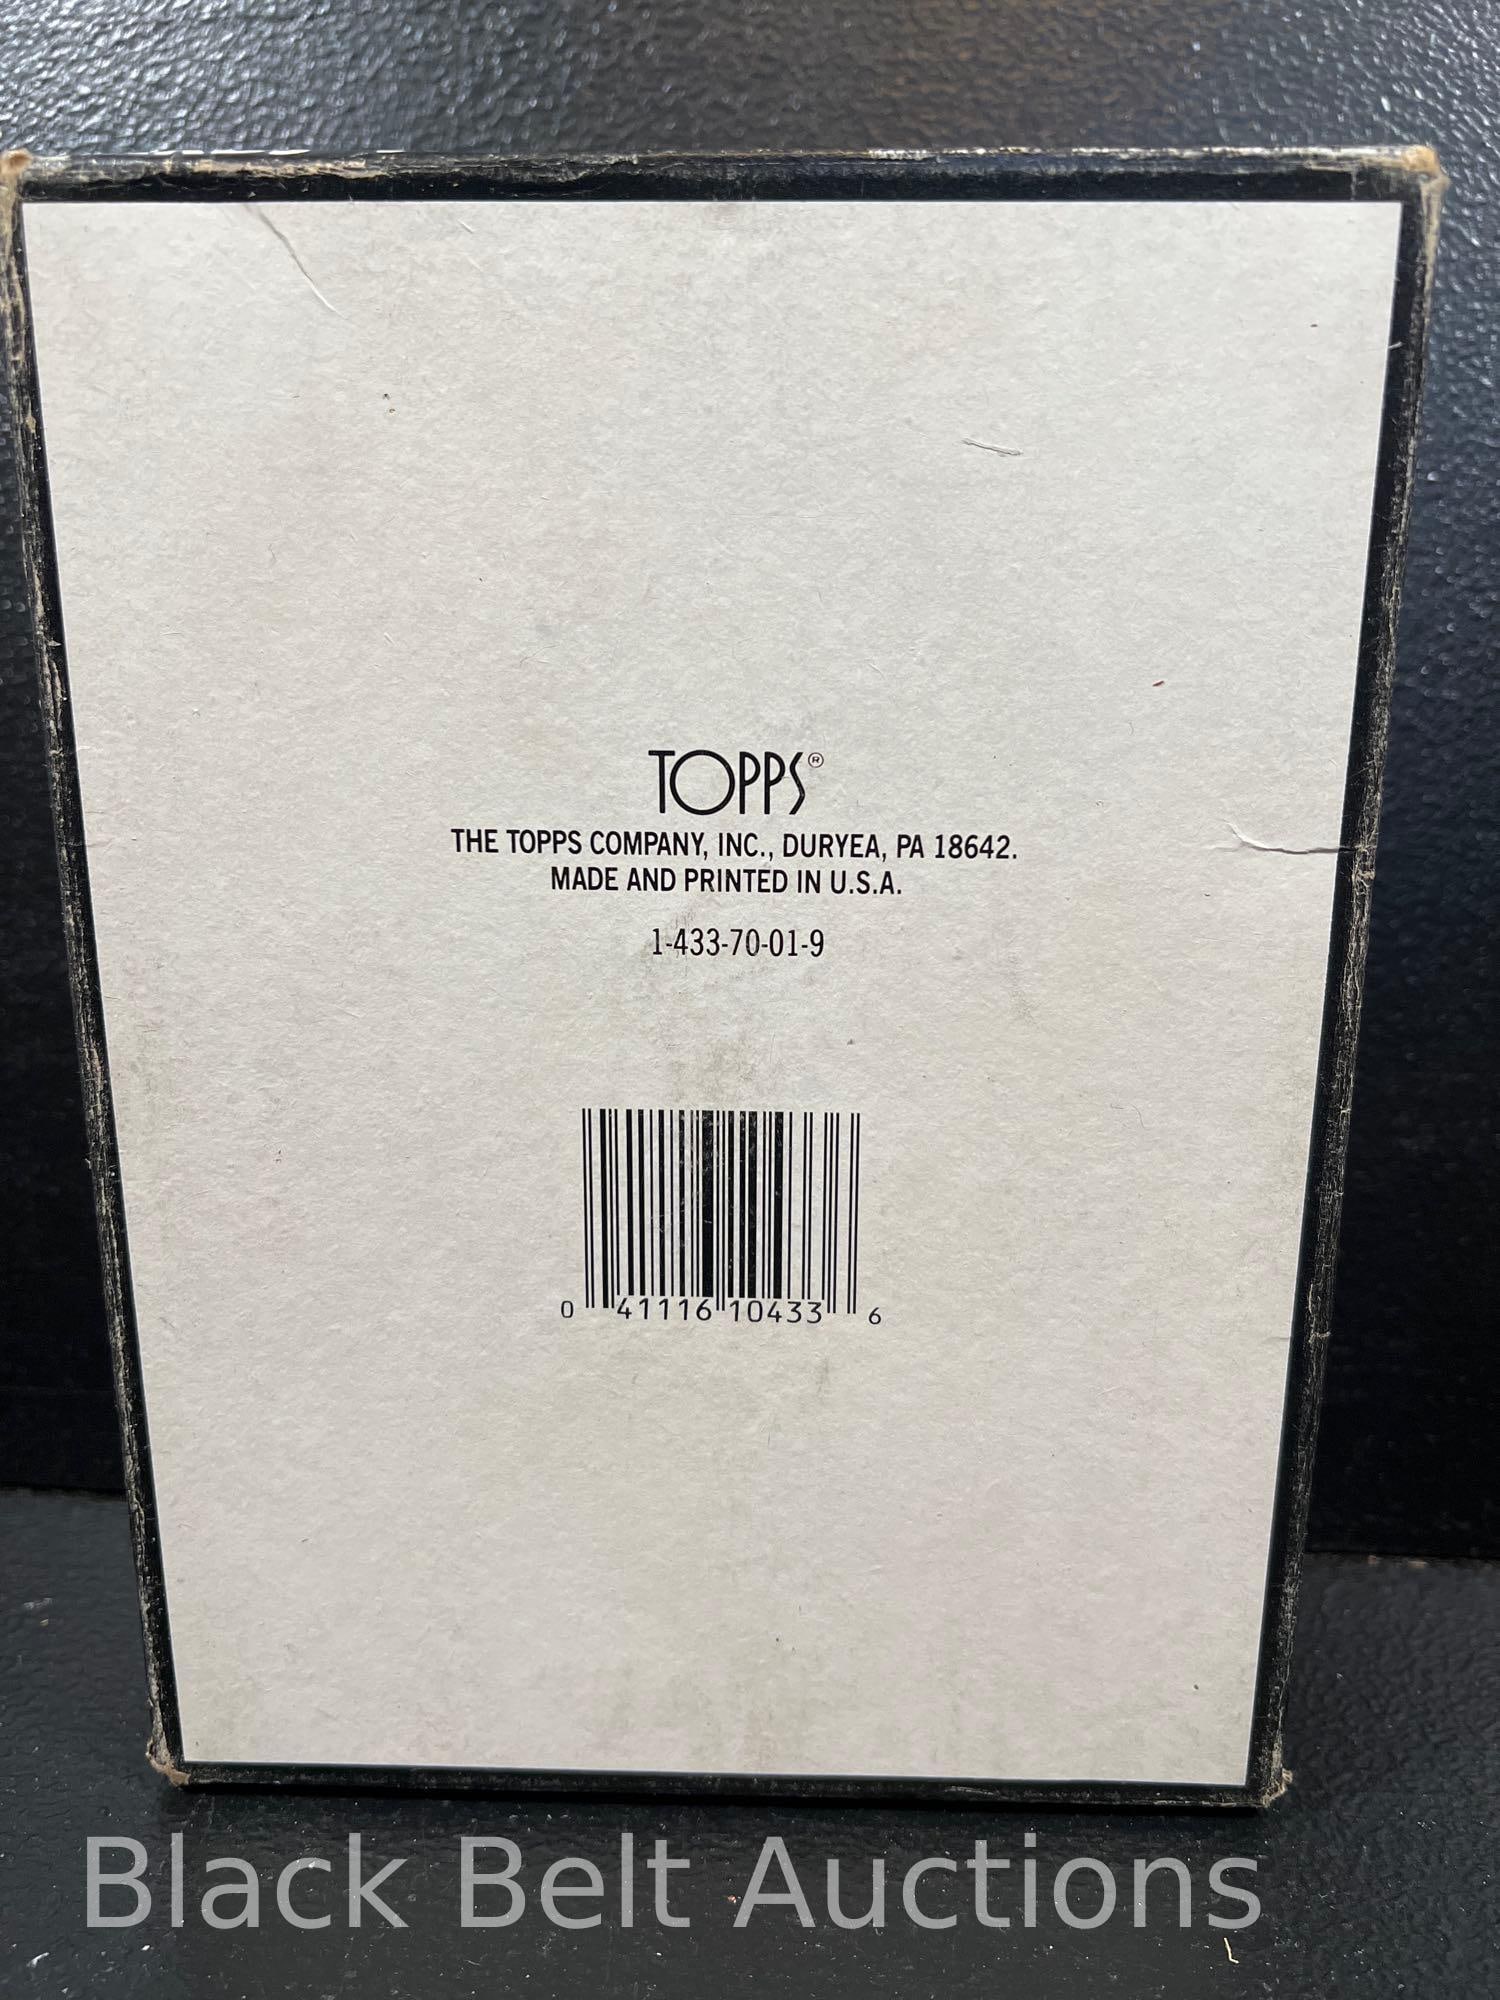 TOPPS®
THE TOPPS COMPANY, INC., DURYEA, PA 18642.
MADE AND PRINTED IN U.S.A.
1-433-70-01-9
0 41116 10433 6
Black Belt Auctions